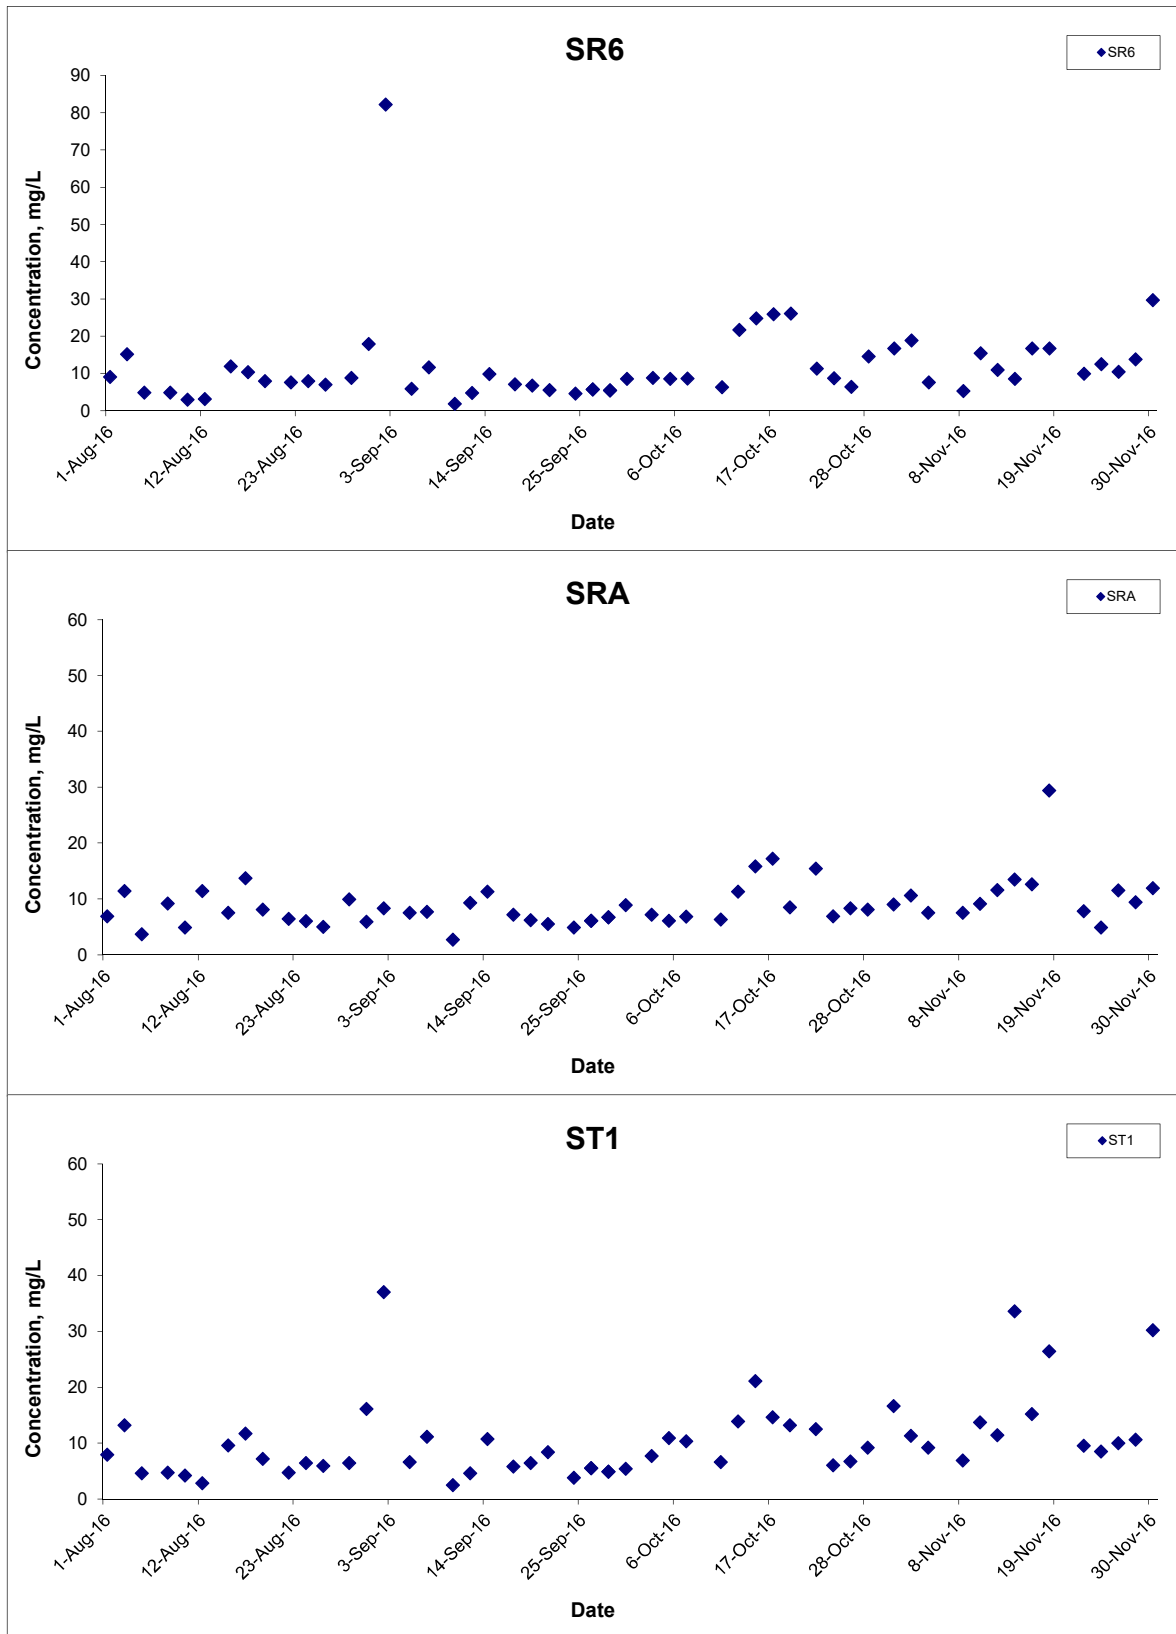 SR6
SR6
90
80
70
60
50
40
30
20
10
0
Concentration, mg/L
1-Aug-16
12-Aug-16
23-Aug-16
3-Sep-16
14-Sep-16
25-Sep-16
6-Oct-16
17-Oct-16
28-Oct-16
8-Nov-16
19-Nov-16
30-Nov-16
Date
SRA
SRA
60
50
40
30
20
10
0
Concentration, mg/L
1-Aug-16
12-Aug-16
23-Aug-16
3-Sep-16
14-Sep-16
25-Sep-16
6-Oct-16
17-Oct-16
28-Oct-16
8-Nov-16
19-Nov-16
30-Nov-16
Date
ST1
ST1
60
50
40
30
20
10
0
Concentration, mg/L
1-Aug-16
12-Aug-16
23-Aug-16
3-Sep-16
14-Sep-16
25-Sep-16
6-Oct-16
17-Oct-16
28-Oct-16
8-Nov-16
19-Nov-16
30-Nov-16
Date